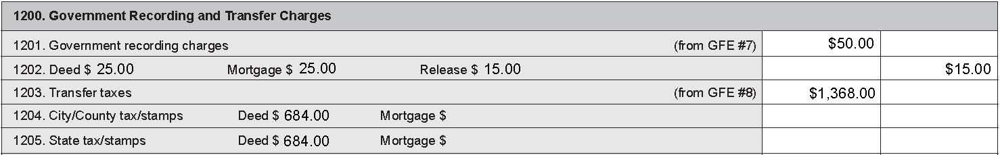 1200. Government Recording and Transfer Charges
1201. Government recording charges (from GFE #7) $50.00
1202. Deed $ 25.00 Mortgage $ 25.00 Release $ 15.00 $15.00
1203. Transfer taxes (from GFE #8) $1,368.00
1204. City/County tax/stamps Deed $ 684.00 Mortgage $
1205. State tax/stamps Deed $ 684.00 Mortgage $